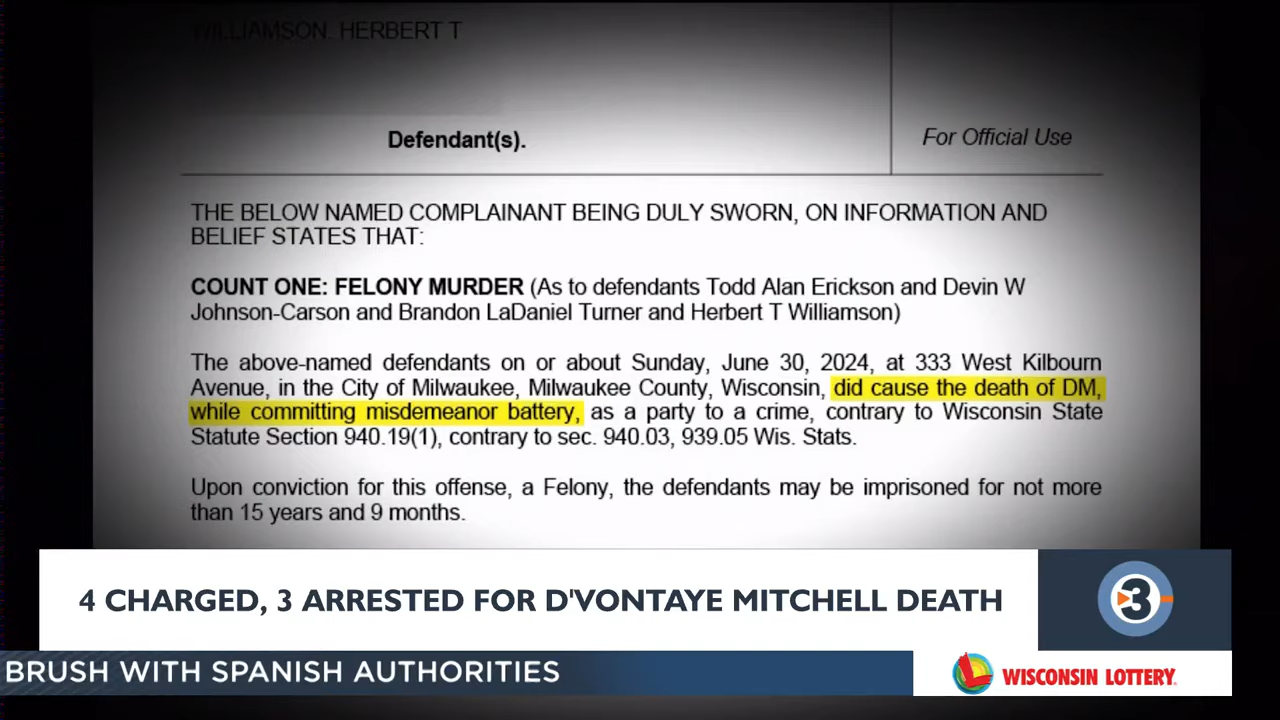 WILLIAMSON. HERBERT T
Defendant(s).
For Official Use
THE BELOW NAMED COMPLAINANT BEING DULY SWORN, ON INFORMATION AND
BELIEF STATES THAT:
COUNT ONE: FELONY MURDER (As to defendants Todd Alan Erickson and Devin W
Johnson-Carson and Brandon LaDaniel Turner and Herbert T Williamson)
The above-named defendants on or about Sunday, June 30, 2024, at 333 West Kilbourn
Avenue, in the City of Milwaukee, Milwaukee County, Wisconsin, did cause the death of DM,
while committing misdemeanor battery, as a party to a crime, contrary to Wisconsin State
Statute Section 940.19(1), contrary to sec. 940.03, 939.05 Wis. Stats.
Upon conviction for this offense, a Felony, the defendants may be imprisoned for not more
than 15 years and 9 months.
4 CHARGED, 3 ARRESTED FOR D'VONTAYE MITCHELL DEATH
3
BRUSH WITH SPANISH AUTHORITIES
WISCONSIN LOTTERY